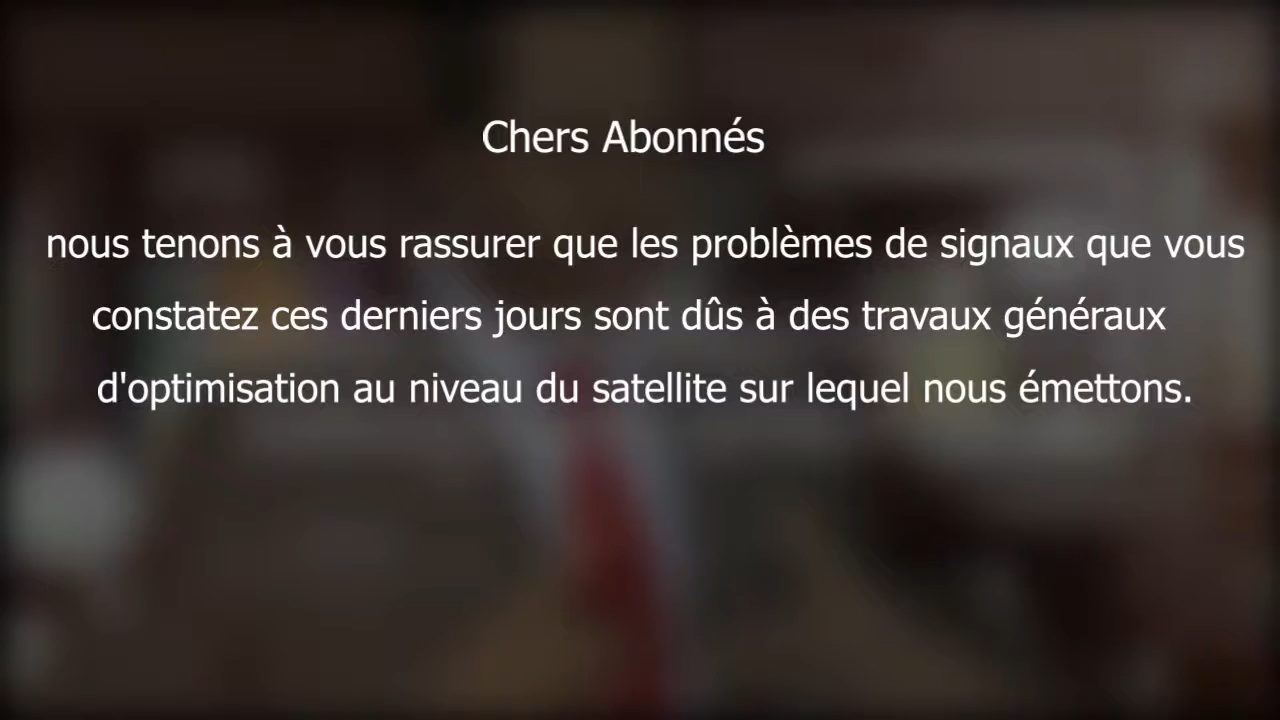 Chers Abonnés
nous tenons à vous rassurer que les problèmes de signaux que vous
constatez ces derniers jours sont dûs à des travaux généraux
d'optimisation au niveau du satellite sur lequel nous émettons.